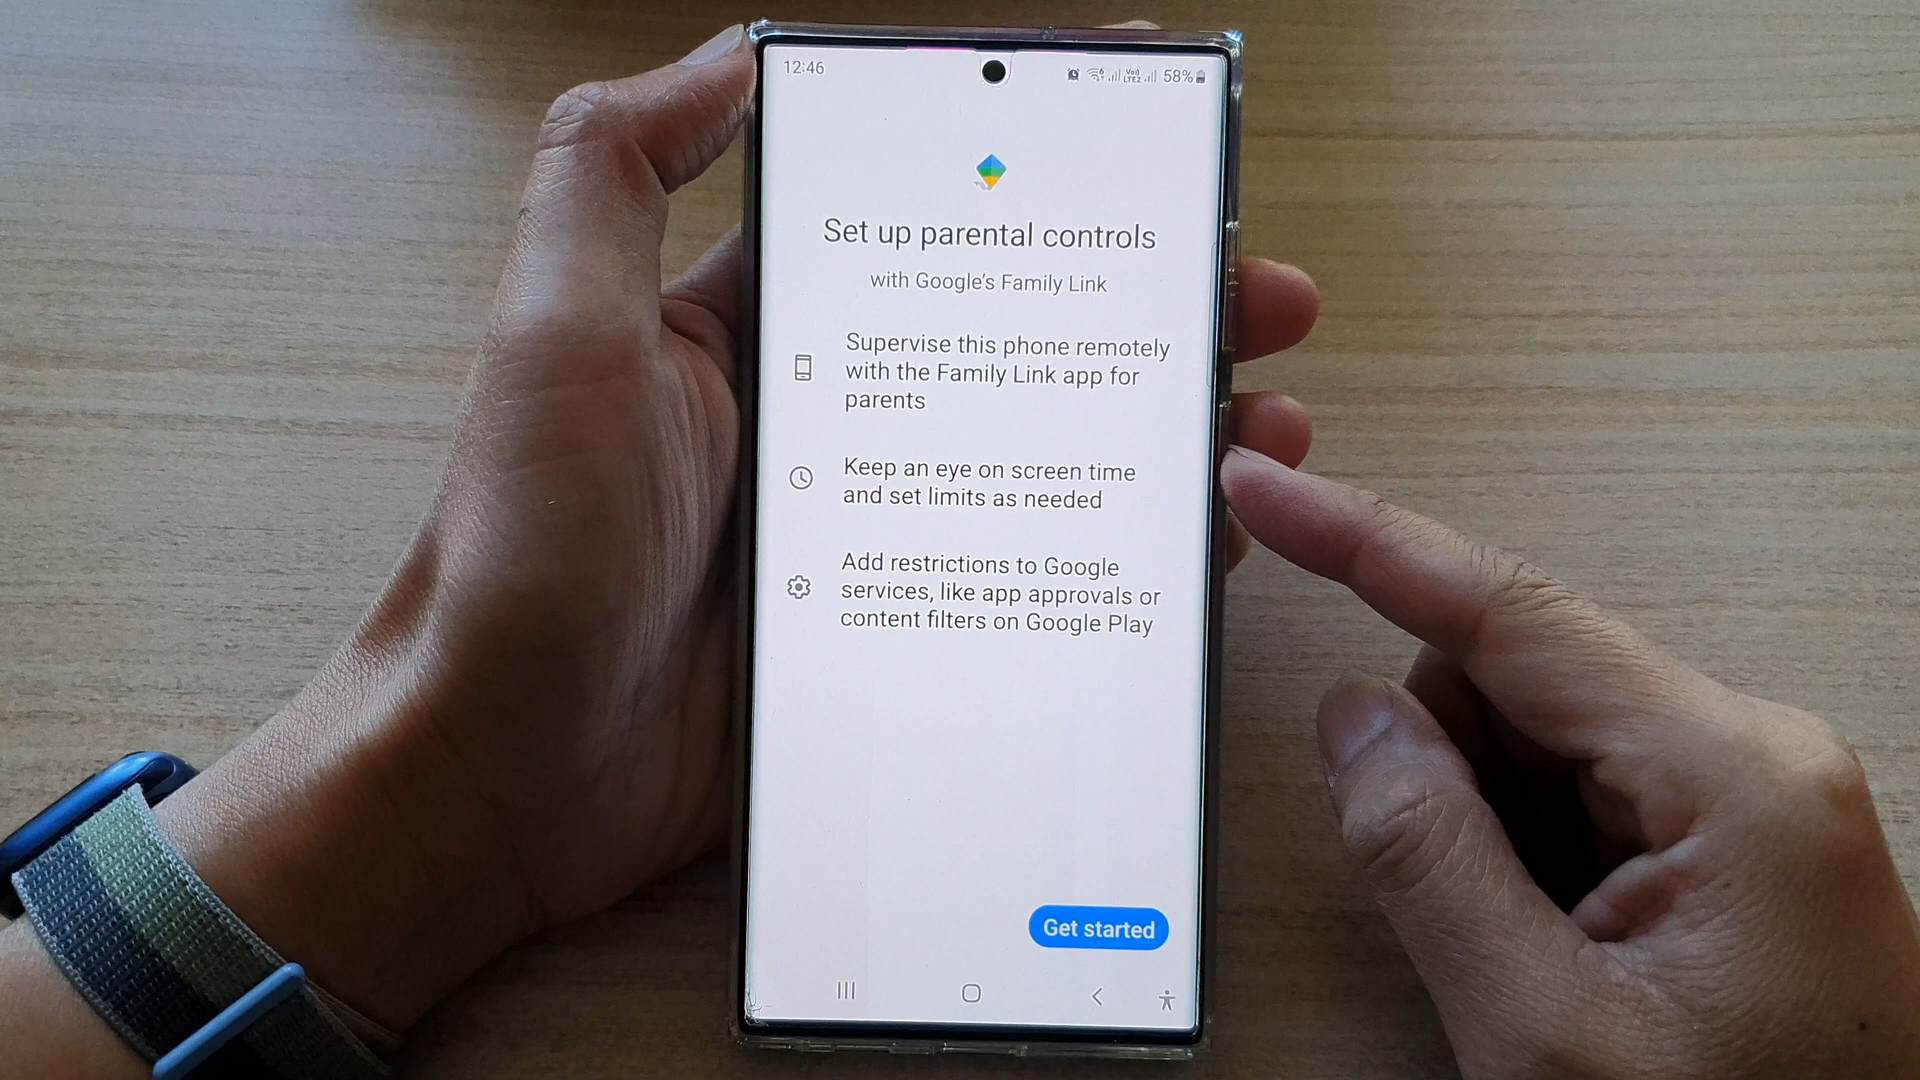 12:46
Vo)) LTE2 58%
Set up parental controls
with Google's Family Link
Supervise this phone remotely
with the Family Link app for
parents
Keep an eye on screen time
and set limits as needed
Add restrictions to Google
services, like app approvals or
content filters on Google Play
Get started